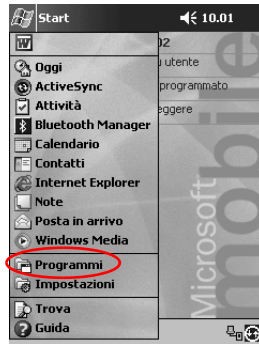 Start 10.01
02
Oggi
utente
ActiveSync
programmato
Attività
eggere
Bluetooth Manager
Calendario
Contatti
Internet Explorer
Note
Posta in arrivo
Windows Media
Programmi
Impostazioni
Trova
Guida
Microsoft
mobile